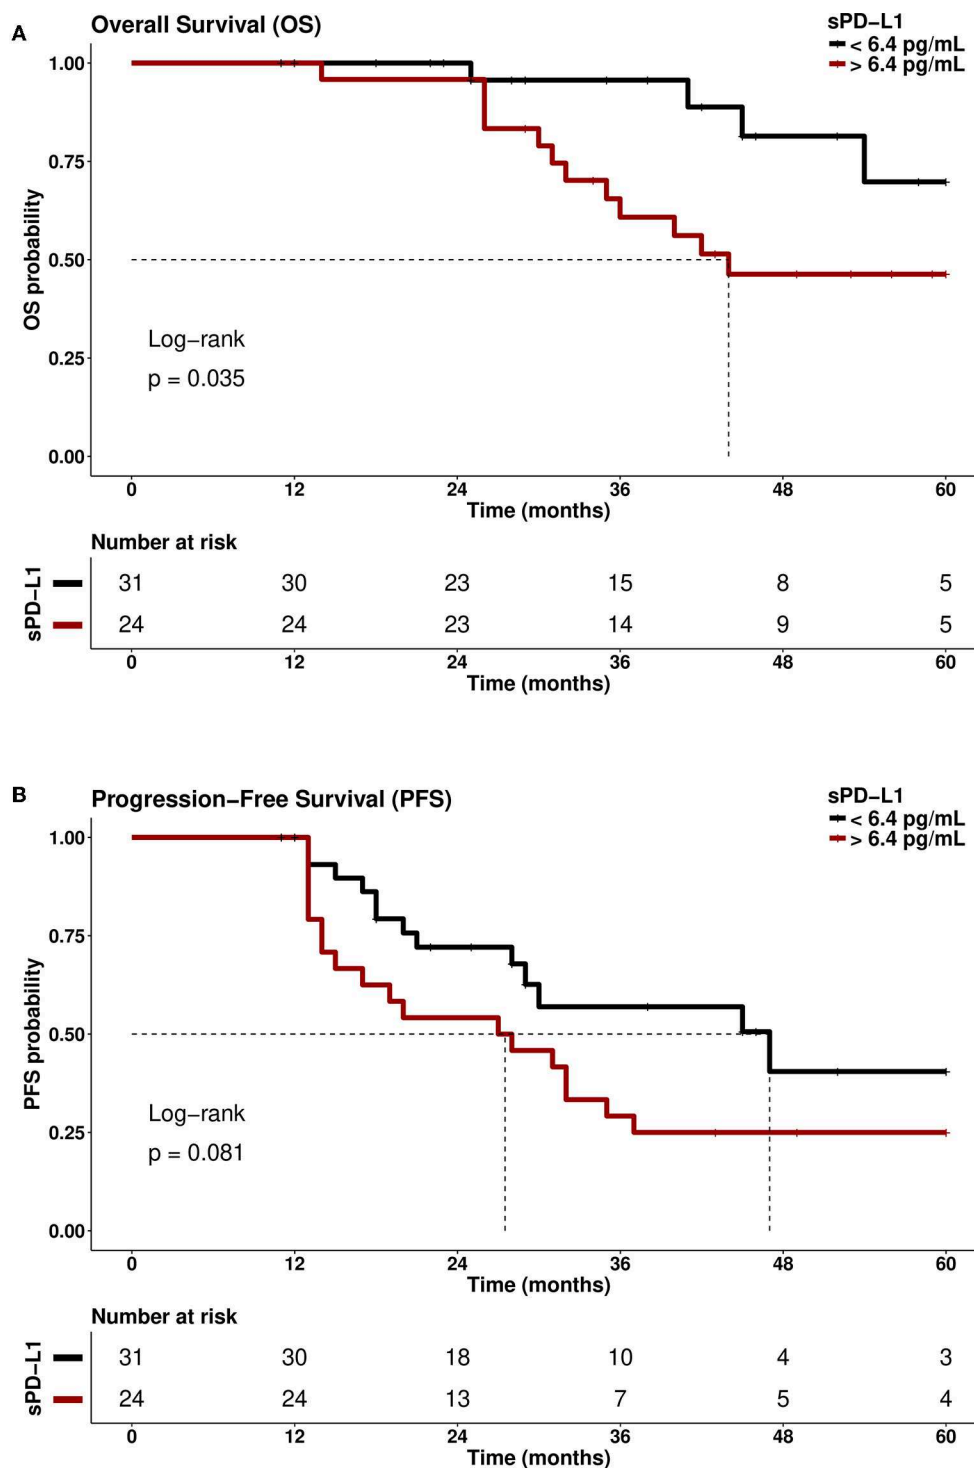 A
Overall Survival (OS)
sPD−L1
< 6.4 pg/mL
> 6.4 pg/mL
1.00
0.75
0.50
0.25
0.00
OS probability
Log−rank
p = 0.035
0 12 24 36 48 60
Time (months)
Number at risk
sPD−L1
31 30 23 15 8 5
24 24 23 14 9 5
0 12 24 36 48 60
Time (months)
B
Progression−Free Survival (PFS)
sPD−L1
< 6.4 pg/mL
> 6.4 pg/mL
1.00
0.75
0.50
0.25
0.00
PFS probability
Log−rank
p = 0.081
0 12 24 36 48 60
Time (months)
Number at risk
sPD−L1
31 30 18 10 4 3
24 24 13 7 5 4
0 12 24 36 48 60
Time (months)